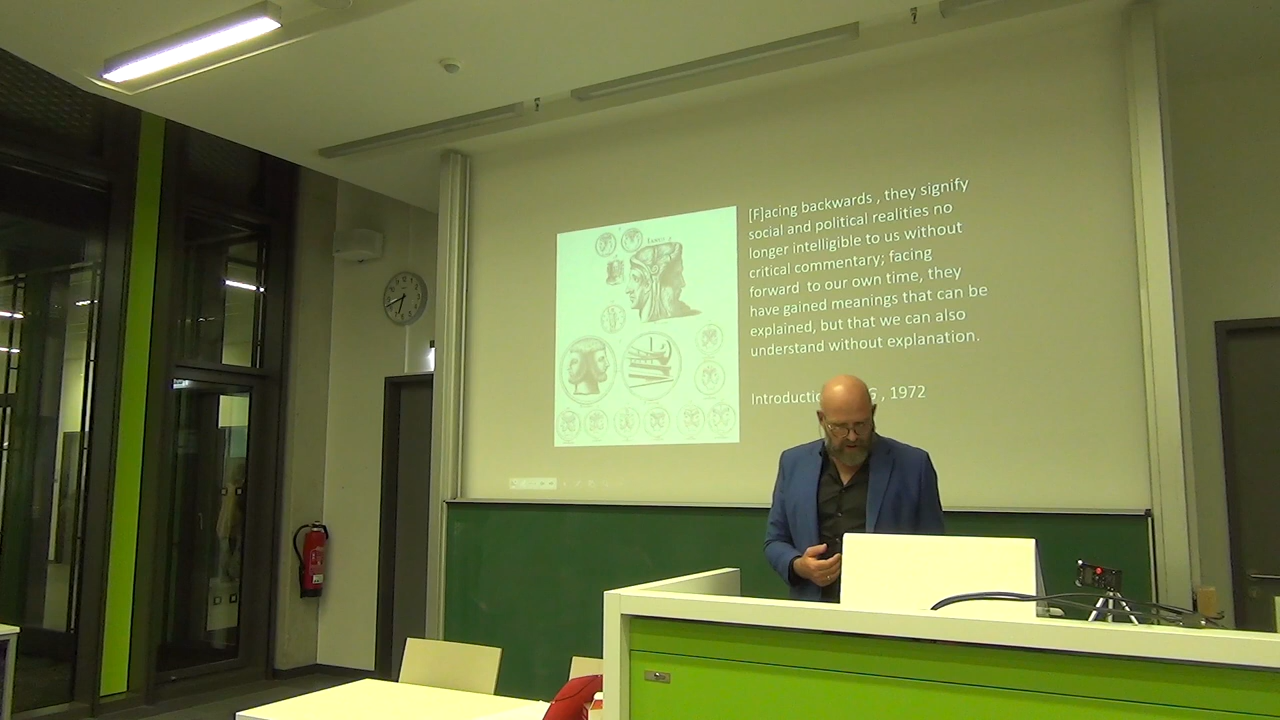 [F]acing backwards , they signify
social and political realities no
longer intelligible to us without
critical commentary; facing
forward to our own time, they
have gained meanings that can be
explained, but that we can also
understand without explanation.
, 1972